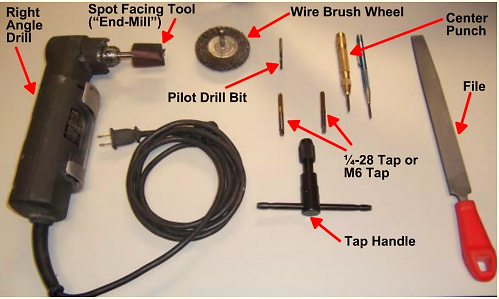 Right
Angle
Drill
Spot Facing Tool
("End-Mill")
Wire Brush Wheel
Center
Punch
Pilot Drill Bit
File
¼-28 Tap or
M6 Tap
Tap Handle